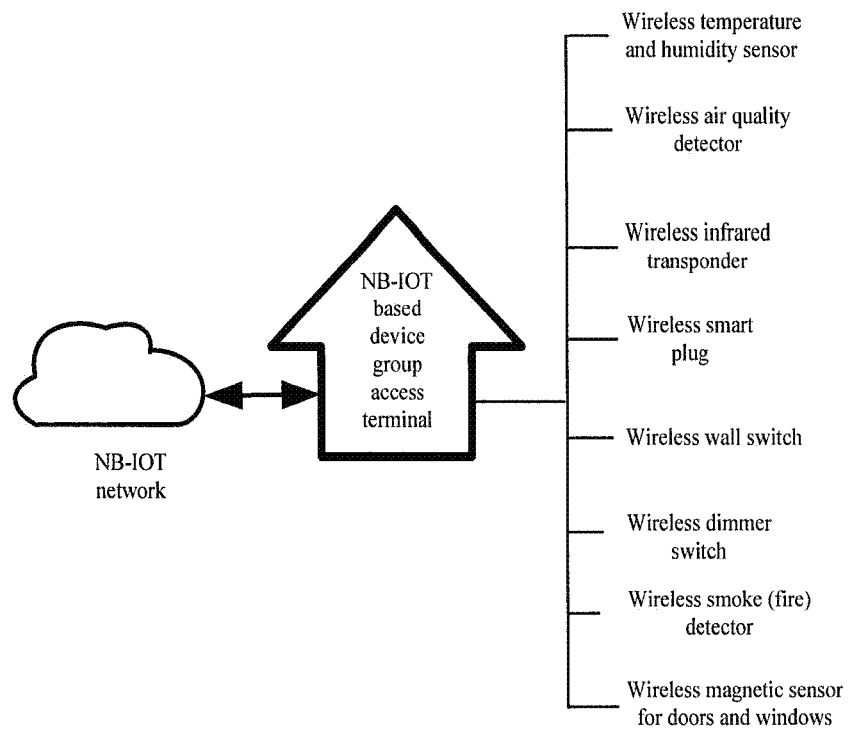 Wireless temperature
and humidity sensor
Wireless air quality
detector
Wireless infrared
transponder
Wireless smart
plug
Wireless wall switch
Wireless dimmer
switch
Wireless smoke (fire)
detector
Wireless magnetic sensor
for doors and windows
NB-IOT
based
device
group
access
terminal
NB-IOT
network